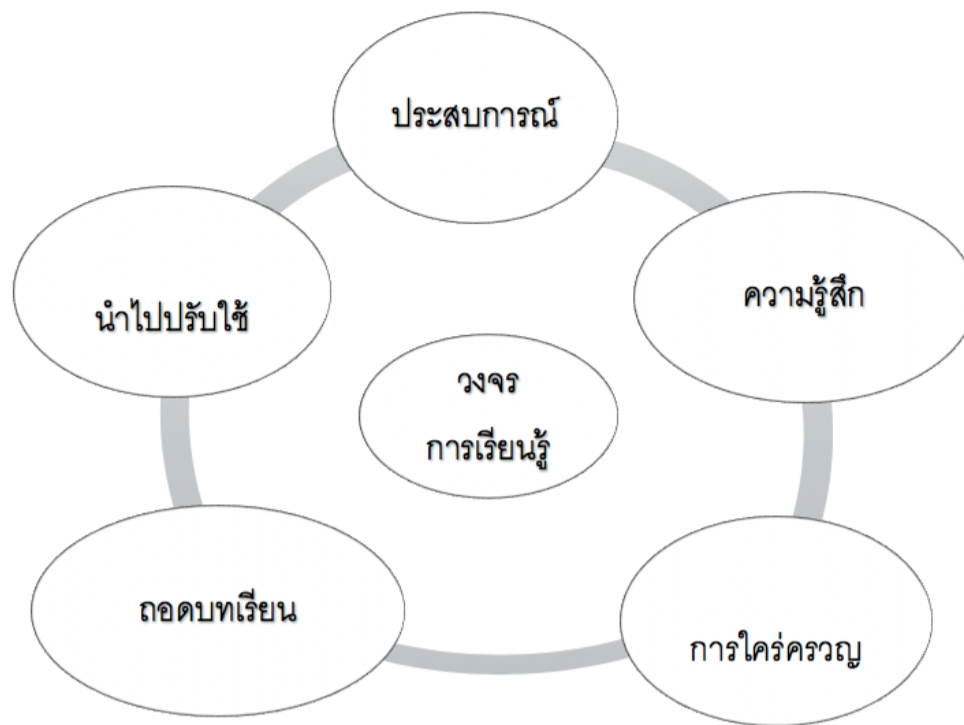 ประสบการณ์
ความรู้สึก
การใคร่ครวญ
ถอดบทเรียน
นำไปปรับใช้
วงจร
การเรียนรู้